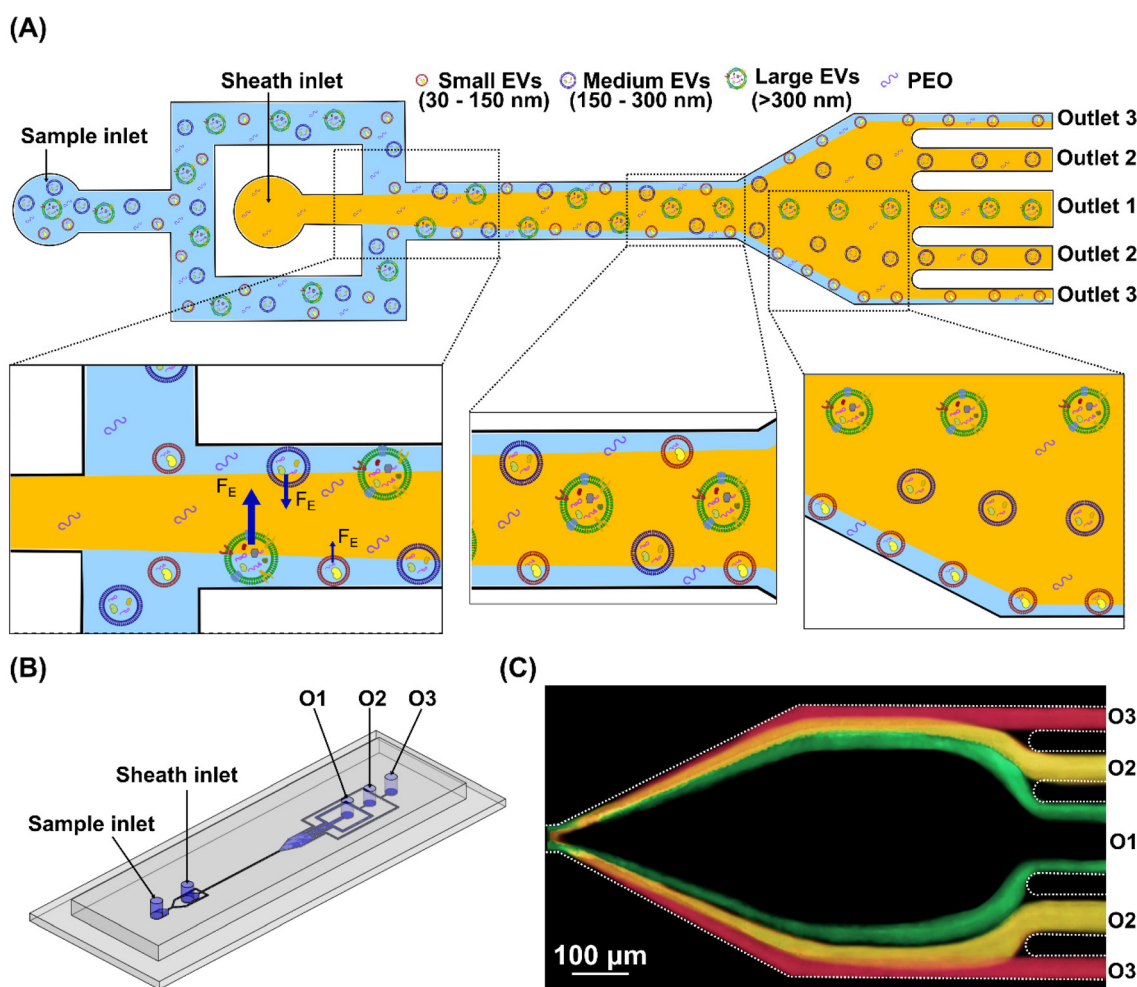 (A)
Sheath inlet
Small EVs
(30 - 150 nm)
Medium EVs
(150 - 300 nm)
Large EVs
(>300 nm)
PEO
Sample inlet
Outlet 3
Outlet 2
Outlet 1
Outlet 2
Outlet 3
FE
FE
FE
(B)
O1
O2
O3
Sheath inlet
Sample inlet
(C)
O3
O2
O1
O2
O3
100 µm